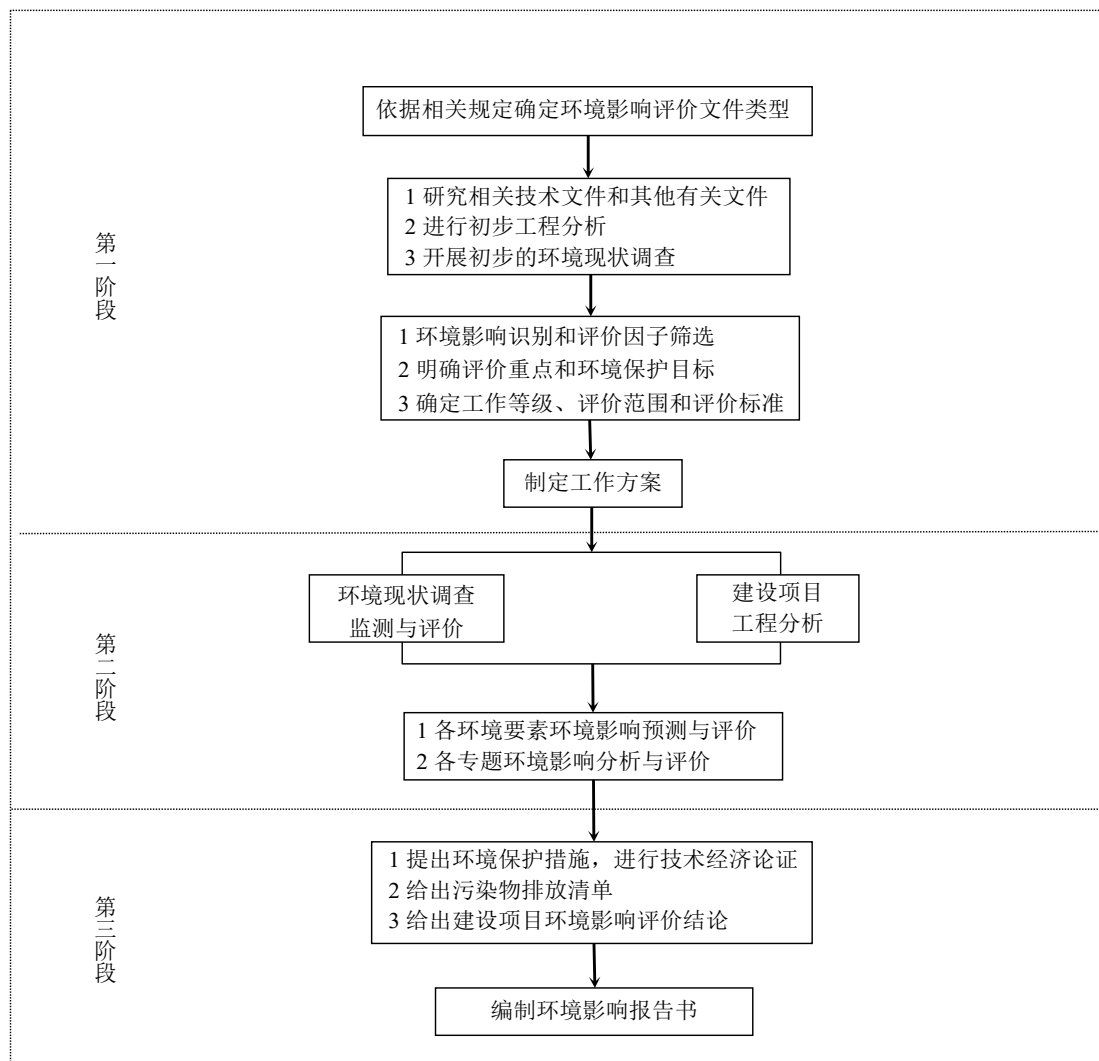 依据相关规定确定环境影响评价文件类型
1 研究相关技术文件和其他有关文件
2 进行初步工程分析
3 开展初步的环境现状调查
第一阶段
1 环境影响识别和评价因子筛选
2 明确评价重点和环境保护目标
3 确定工作等级、评价范围和评价标准
制定工作方案
环境现状调查
监测与评价
建设项目
工程分析
第二阶段
1 各环境要素环境影响预测与评价
2 各专题环境影响分析与评价
1 提出环境保护措施，进行技术经济论证
2 给出污染物排放清单
3 给出建设项目环境影响评价结论
第三阶段
编制环境影响报告书